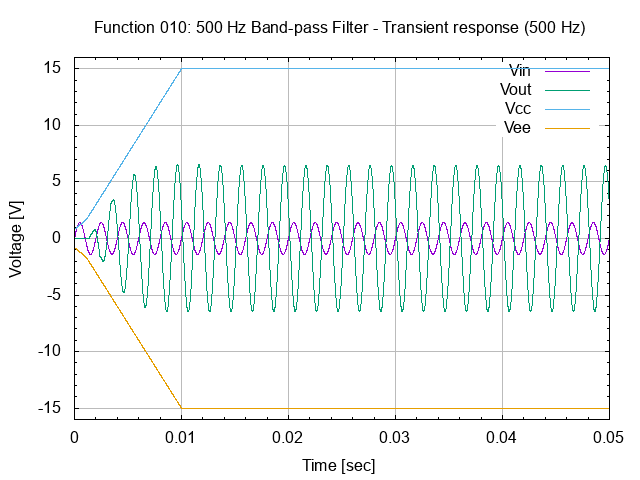 Function 010: 500 Hz Band-pass Filter - Transient response (500 Hz)
15
10
5
0
-5
-10
-15
Voltage [V]
Vin
Vout
Vcc
Vee
0 0.01 0.02 0.03 0.04 0.05
Time [sec]